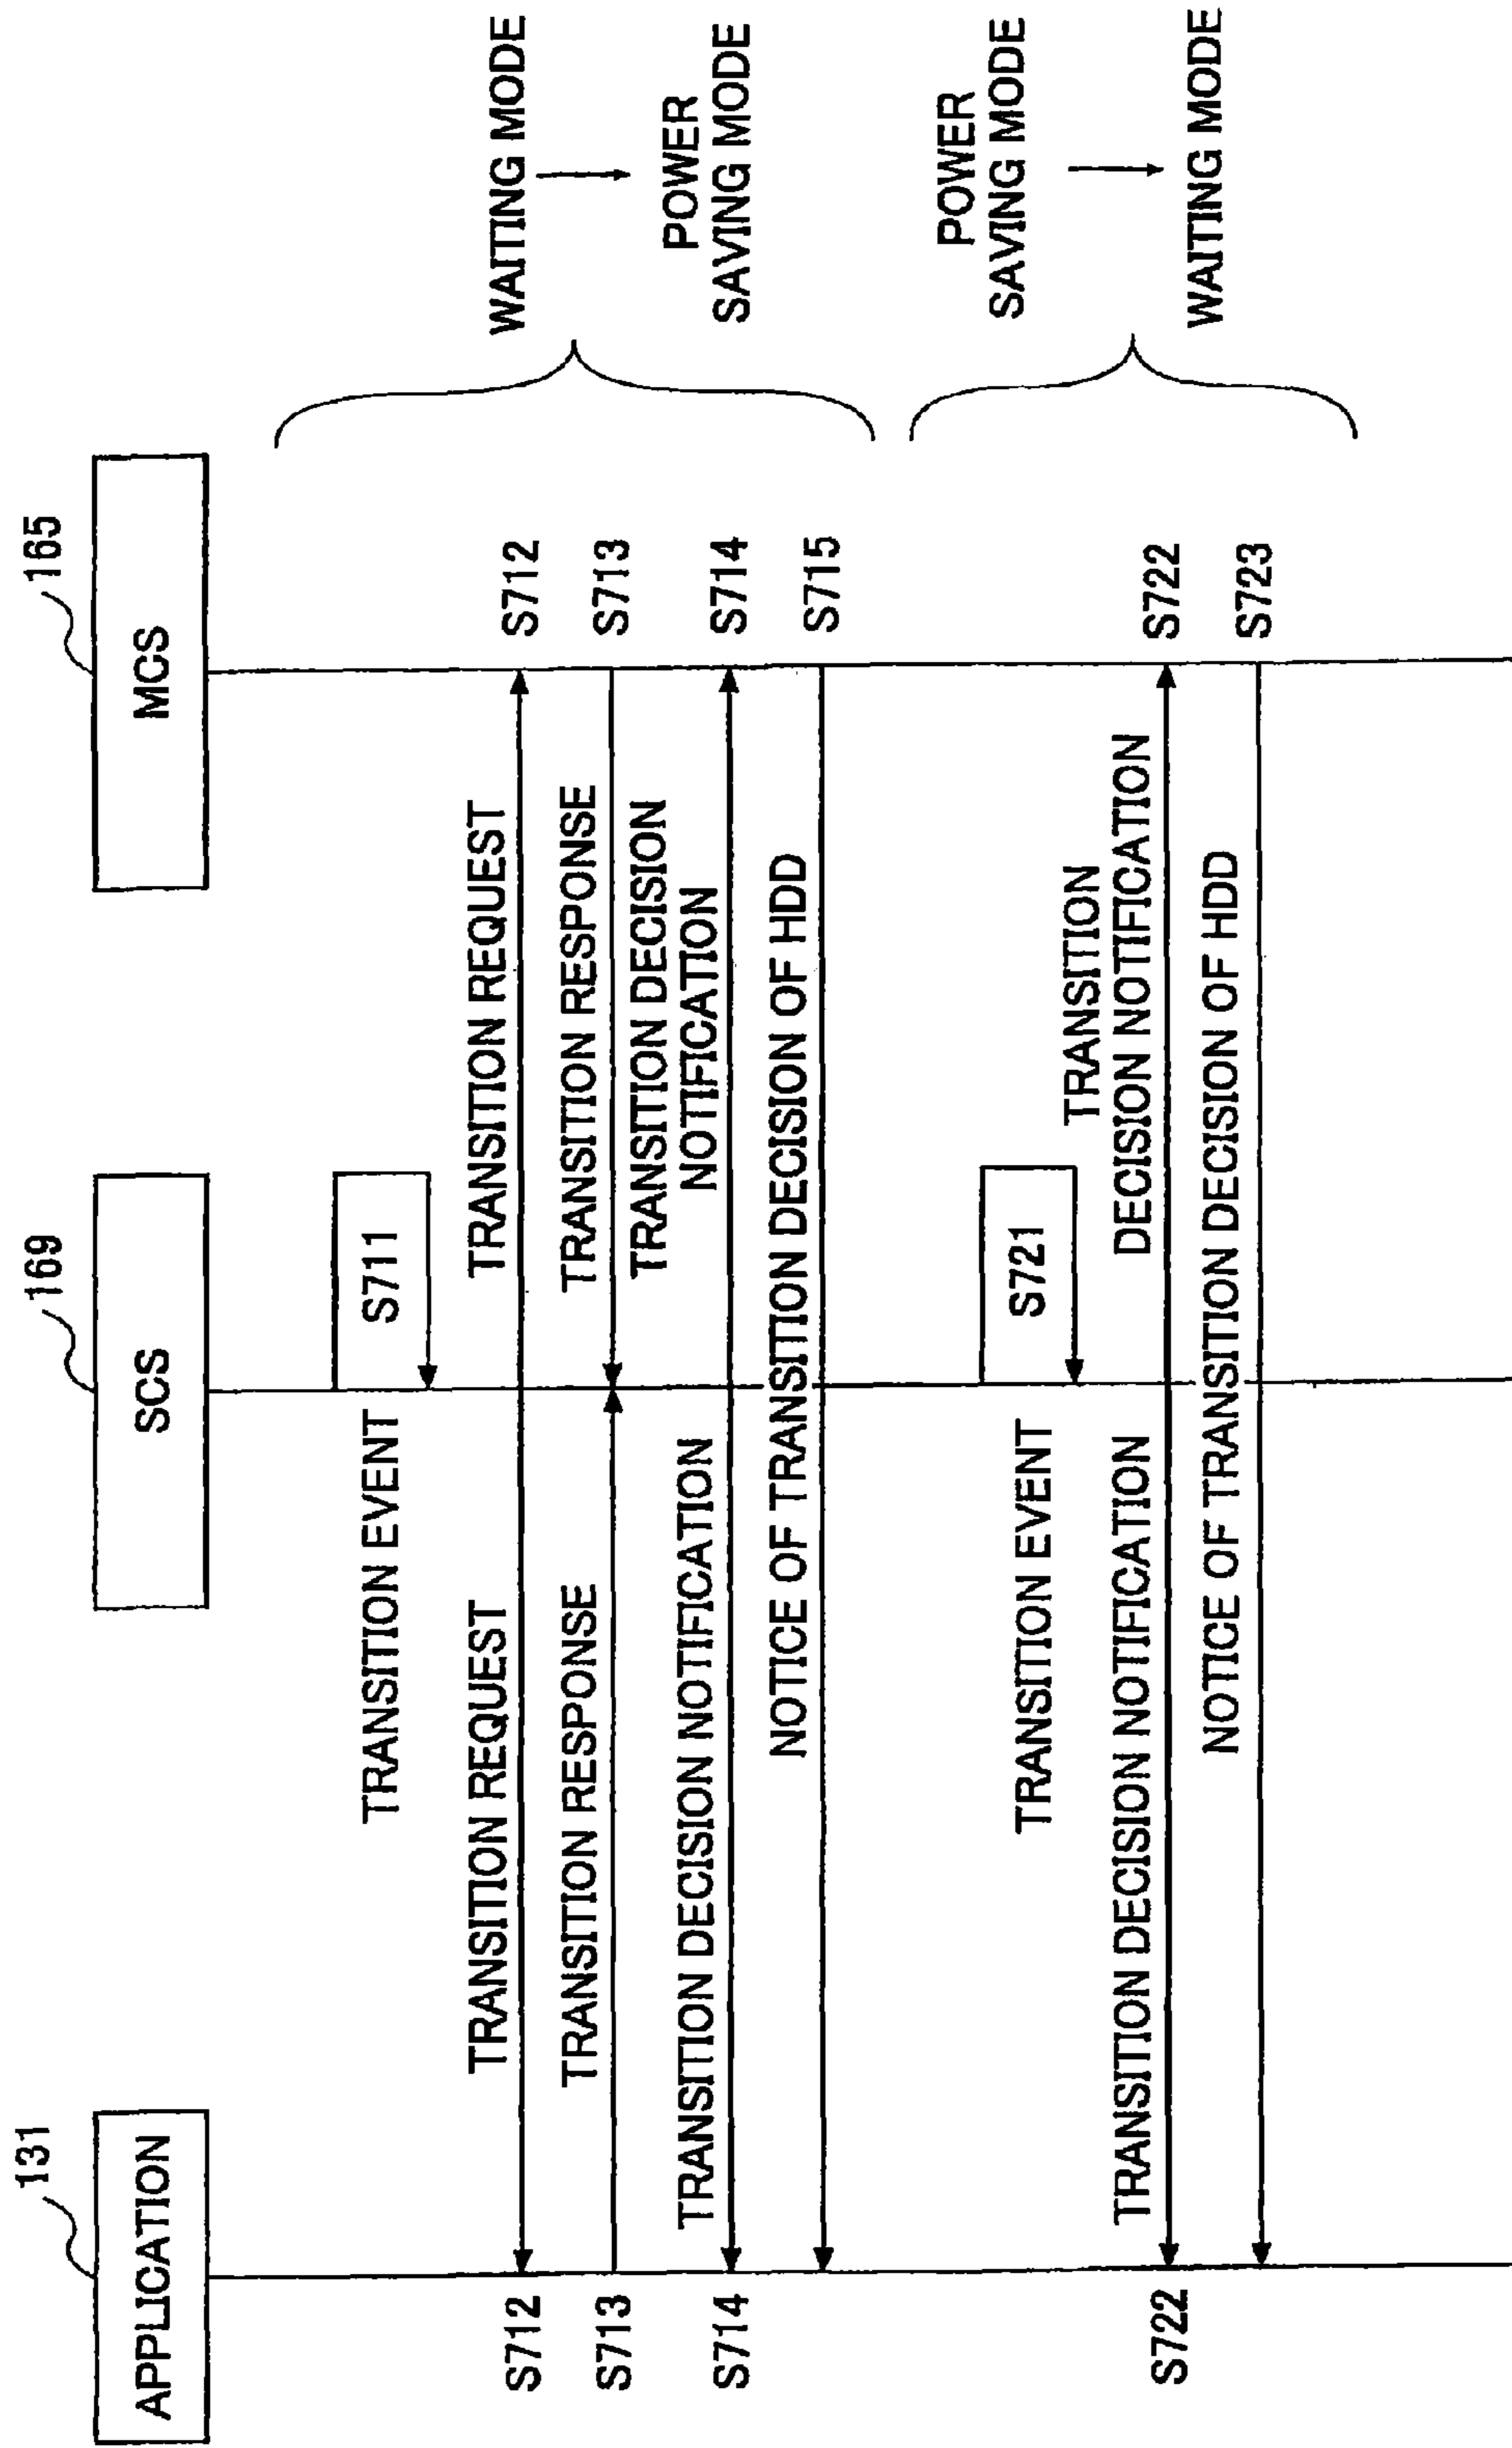 131
APPLICATION
169
SCS
165
MCS
TRANSITION EVENT
S711
S712
TRANSITION REQUEST
TRANSITION REQUEST
S712
S713
TRANSITION RESPONSE
TRANSITION RESPONSE
S713
S714
TRANSITION DECISION NOTIFICATION
TRANSITION DECISION
NOTIFICATION
S714
NOTICE OF TRANSITION DECISION OF HDD
S715
WAITING MODE
POWER
SAVING MODE
TRANSITION EVENT
S721
S722
TRANSITION DECISION NOTIFICATION
TRANSITION
DECISION NOTIFICATION
S722
NOTICE OF TRANSITION DECISION OF HDD
S723
POWER
SAVING MODE
WAITING MODE